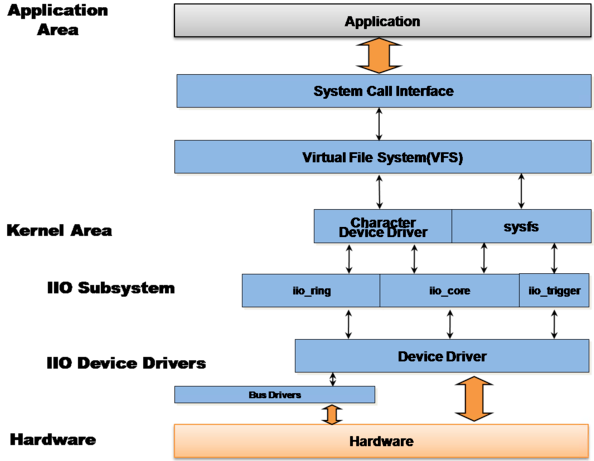 Application
Area
Application
System Call Interface
Virtual File System(VFS)
Kernel Area
Character
Device Driver
sysfs
IIO Subsystem
iio_ring
iio_core
iio_trigger
IIO Device Drivers
Device Driver
Bus Drivers
Hardware
Hardware